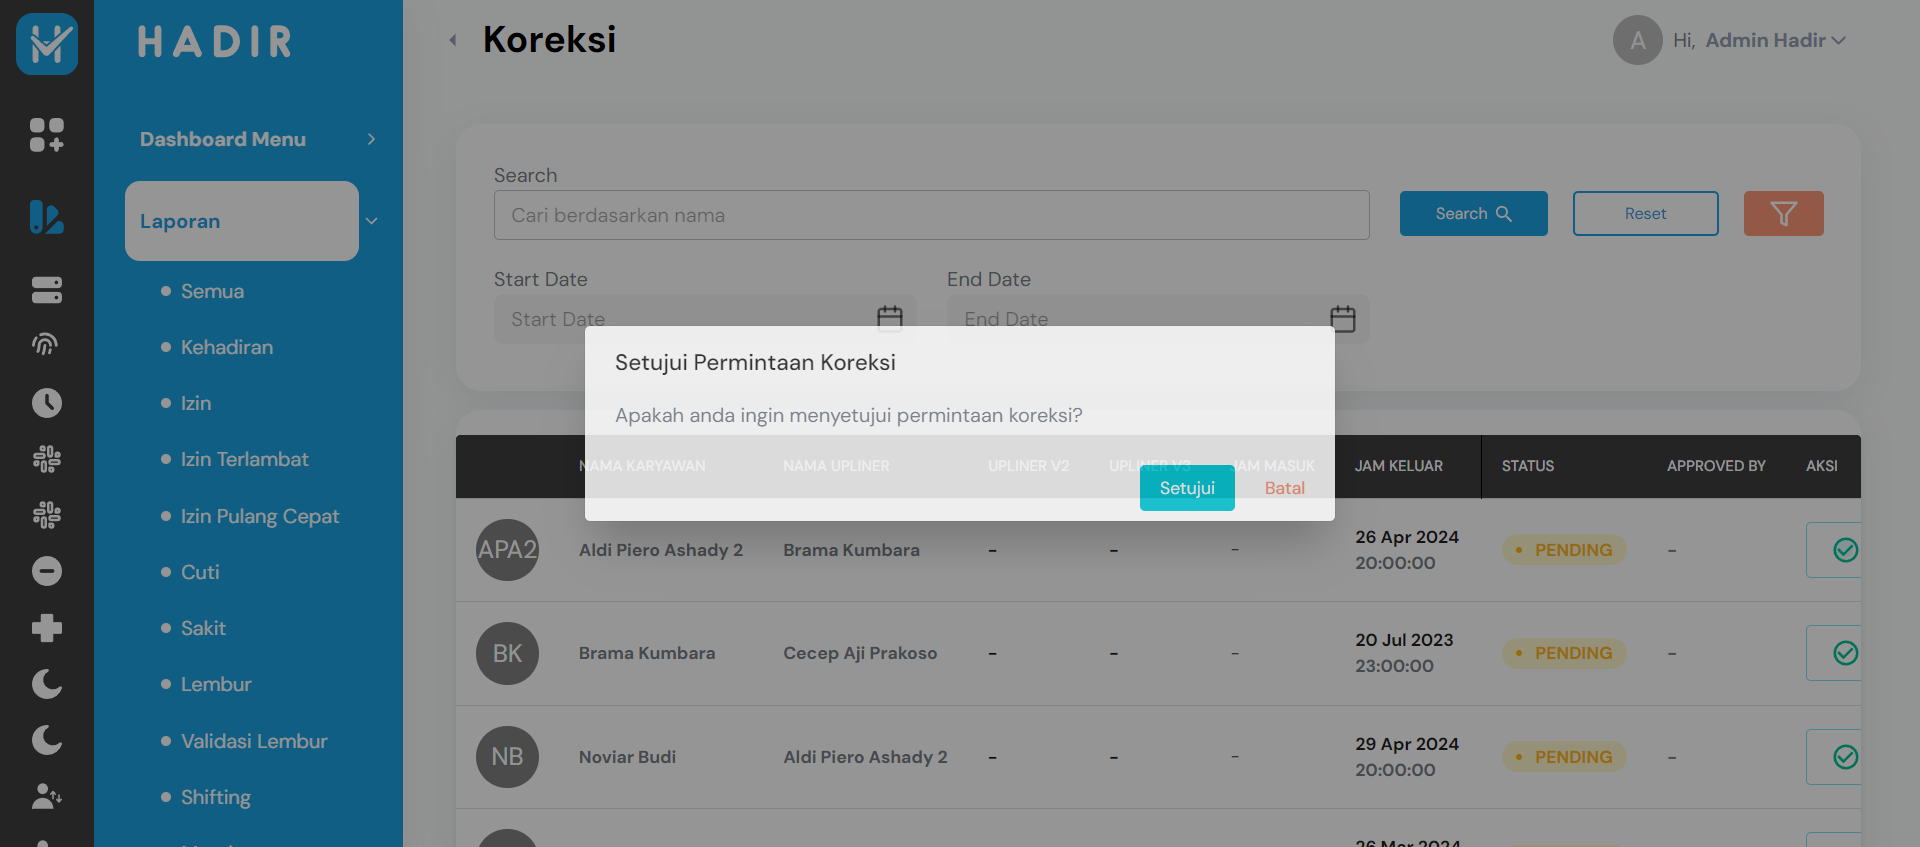 HADIR
Koreksi
A
Hi, Admin Hadir
Dashboard Menu
Laporan
Semua
Kehadiran
Izin
Izin Terlambat
Izin Pulang Cepat
Cuti
Sakit
Lembur
Validasi Lembur
Shifting
Search
Cari berdasarkan nama
Search
Reset
Start Date
End Date
Start Date
End Date
Setujui Permintaan Koreksi
Apakah anda ingin menyetujui permintaan koreksi?
Setujui
Batal
NAMA KARYAWAN NAMA UPLINER UPLINER V2 UPLINER V3 JAM MASUK JAM KELUAR STATUS APPROVED BY AKSI
APA2 Aldi Piero Ashady 2 Brama Kumbara - - - 26 Apr 2024 PENDING -
20:00:00
BK Brama Kumbara Cecep Aji Prakoso - - - 20 Jul 2023 PENDING -
23:00:00
NB Noviar Budi Aldi Piero Ashady 2 - - - 29 Apr 2024 PENDING -
20:00:00
26 Mar 2024